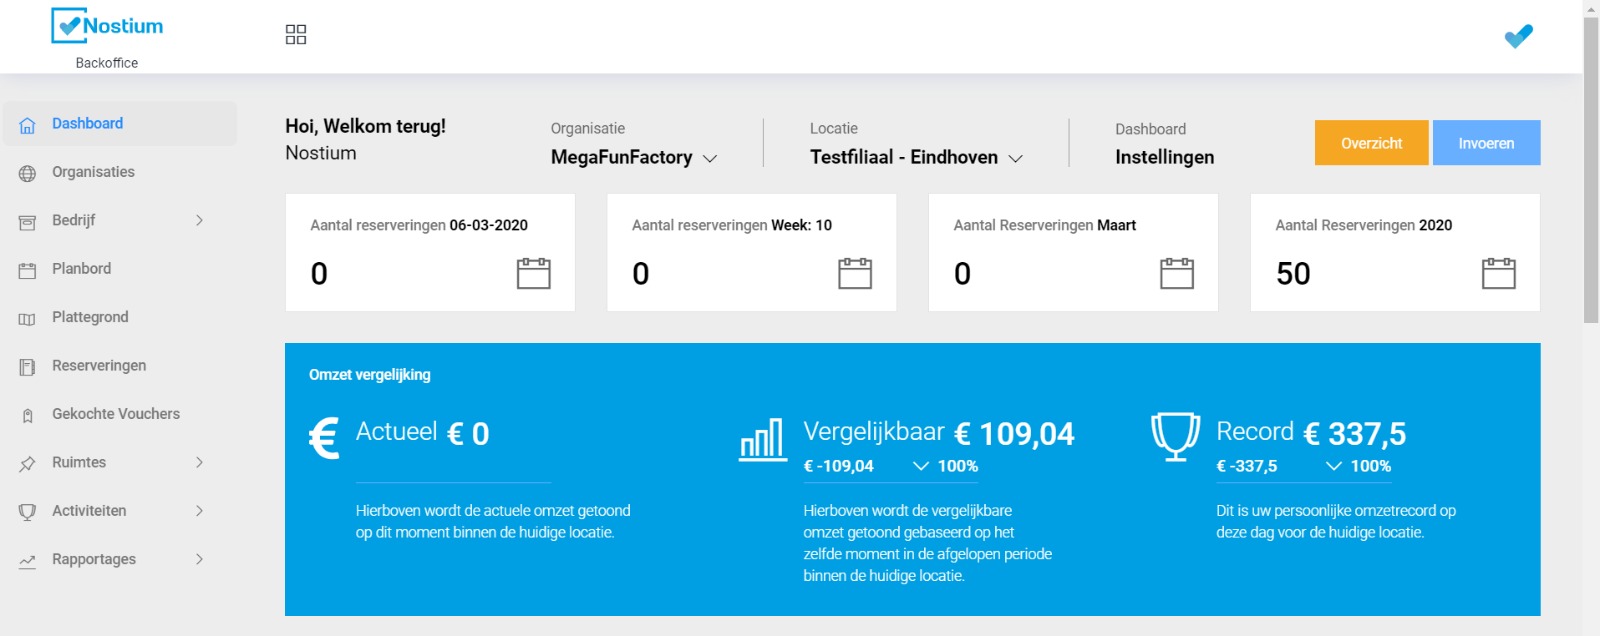 Nostium
Backoffice
Dashboard
Organisaties
Bedrijf
Planbord
Plattegrond
Reserveringen
Gekochte Vouchers
Ruimtes
Activiteiten
Rapportages
Hoi, Welkom terug!
Nostium
Organisatie
MegaFunFactory
Locatie
Testfiliaal - Eindhoven
Dashboard
Instellingen
Overzicht
Invoeren
Aantal reserveringen 06-03-2020
0
Aantal reserveringen Week: 10
0
Aantal Reserveringen Maart
0
Aantal Reserveringen 2020
50
Omzet vergelijking
€ Actueel € 0
Hierboven wordt de actuele omzet getoond
op dit moment binnen de huidige locatie.
Vergelijkbaar € 109,04
€ -109,04 100%
Hierboven wordt de vergelijkbare
omzet getoond gebaseerd op het
zelfde moment in de afgelopen periode
binnen de huidige locatie.
Record € 337,5
€ -337,5 100%
Dit is uw persoonlijke omzetrecord op
deze dag voor de huidige locatie.